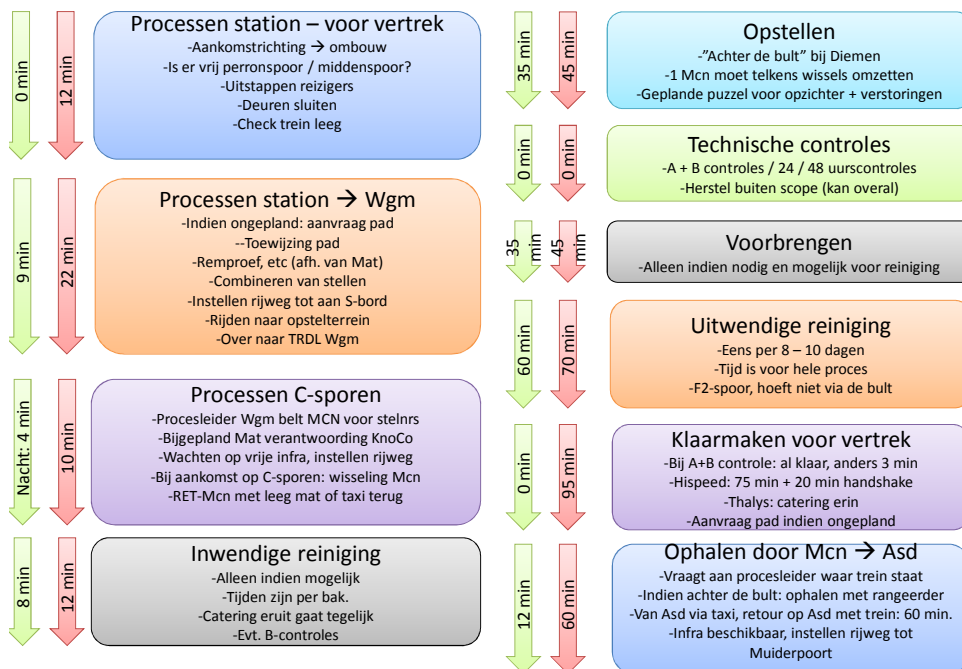 0 min
12 min
Processen station – voor vertrek
-Aankomstrichting → ombouw
-Is er vrij perronspoor / middenspoor?
-Uitstappen reizigers
-Deuren sluiten
-Check trein leeg
9 min
22 min
Processen station → Wgm
-Indien ongepland: aanvraag pad
--Toewijzing pad
-Remproef, etc (afh. van Mat)
-Combineren van stellen
-Instellen rijweg tot aan S-bord
-Rijden naar opstelterrein
-Over naar TRDL Wgm
Nacht: 4 min
10 min
Processen C-sporen
-Procesleider Wgm belt MCN voor stelnrs
-Bijgepland Mat verantwoording KnoCo
-Wachten op vrije infra, instellen rijweg
-Bij aankomst op C-sporen: wisseling Mcn
-RET-Mcn met leeg mat of taxi terug
8 min
12 min
Inwendige reiniging
-Alleen indien mogelijk
-Tijden zijn per bak.
-Catering eruit gaat tegelijk
-Evt. B-controles
35 min
45 min
Opstellen
-”Achter de bult” bij Diemen
-1 Mcn moet telkens wissels omzetten
-Geplande puzzel voor opzichter + verstoringen
0 min
0 min
Technische controles
-A + B controles / 24 / 48 uurscontroles
-Herstel buiten scope (kan overal)
35 min
45 min
Voorbrengen
-Alleen indien nodig en mogelijk voor reiniging
60 min
70 min
Uitwendige reiniging
-Eens per 8 – 10 dagen
-Tijd is voor hele proces
-F2-spoor, hoeft niet via de bult
0 min
95 min
Klaarmaken voor vertrek
-Bij A+B controle: al klaar, anders 3 min
-Hispeed: 75 min + 20 min handshake
-Thalys: catering erin
-Aanvraag pad indien ongepland
12 min
60 min
Ophalen door Mcn → Asd
-Vraagt aan procesleider waar trein staat
-Indien achter de bult: ophalen met rangeerder
-Van Asd via taxi, retour op Asd met trein: 60 min.
-Infra beschikbaar, instellen rijweg tot
Muiderpoort